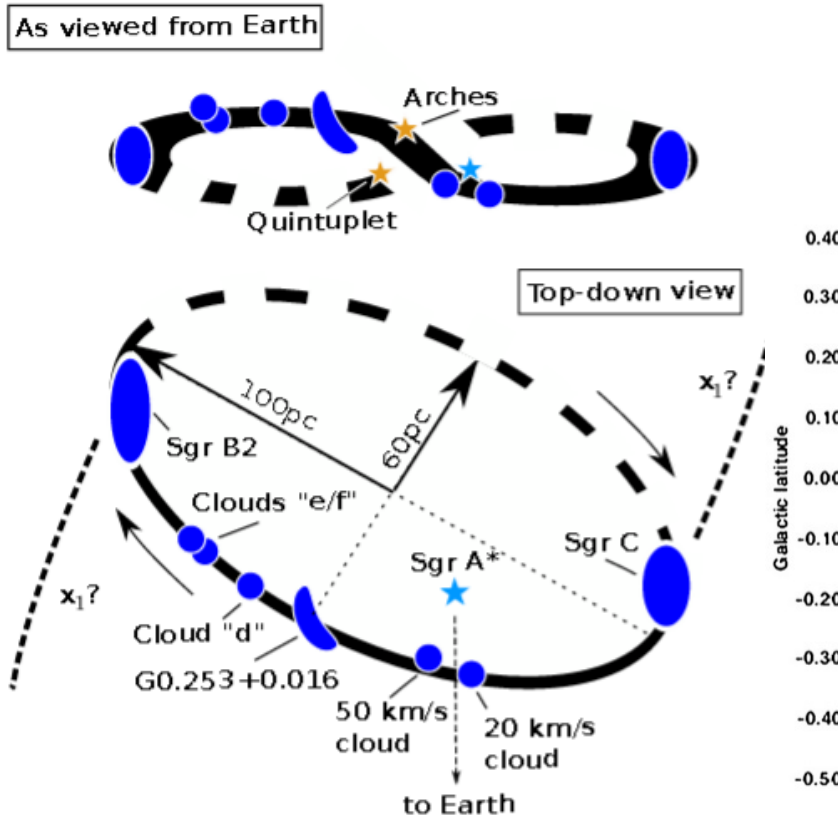 As viewed from Earth
Arches
Quintuplet
Top-down view
x₁?
100pc
60pc
Sgr B2
Clouds "e/f"
Sgr A*
Sgr C
x₁?
Cloud "d"
G0.253+0.016
50 km/s
cloud
20 km/s
cloud
to Earth
Galactic latitude
0.40
0.30
0.20
0.10
0.00
-0.10
-0.20
-0.30
-0.40
-0.50